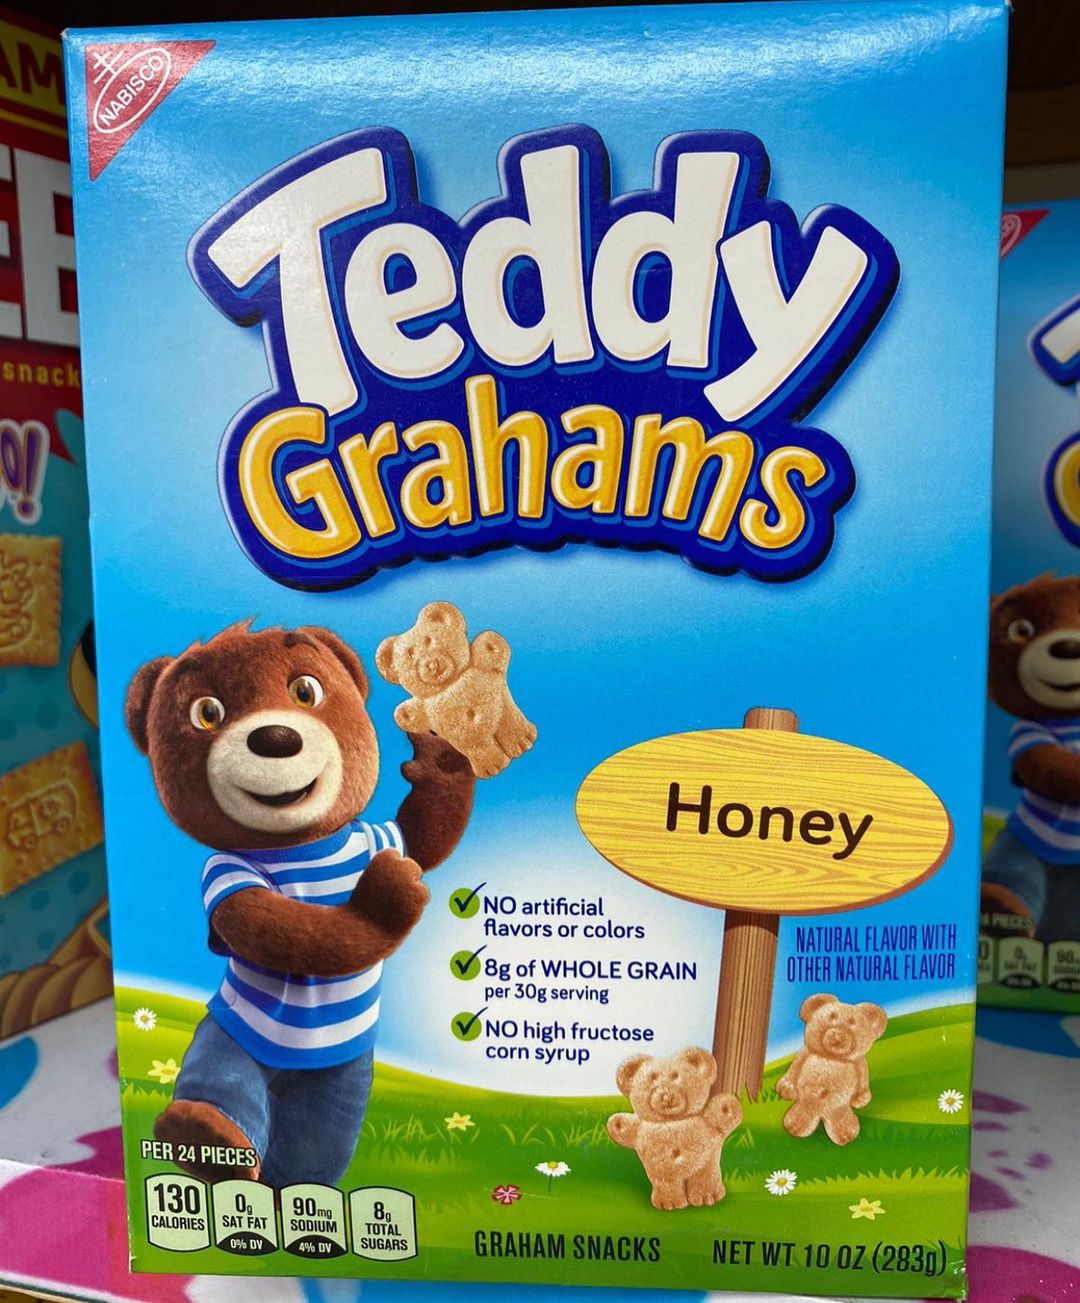 NABISCO
Teddy
Grahams
snack
Honey
NO artificial
flavors or colors
8g of WHOLE GRAIN
per 30g serving
NO high fructose
corn syrup
NATURAL FLAVOR WITH
OTHER NATURAL FLAVOR
PER 24 PIECES
130
CALORIES
0g
SAT FAT
0% DV
90mg
SODIUM
4% DV
8g
TOTAL
SUGARS
GRAHAM SNACKS
NET WT 10 OZ (283g)